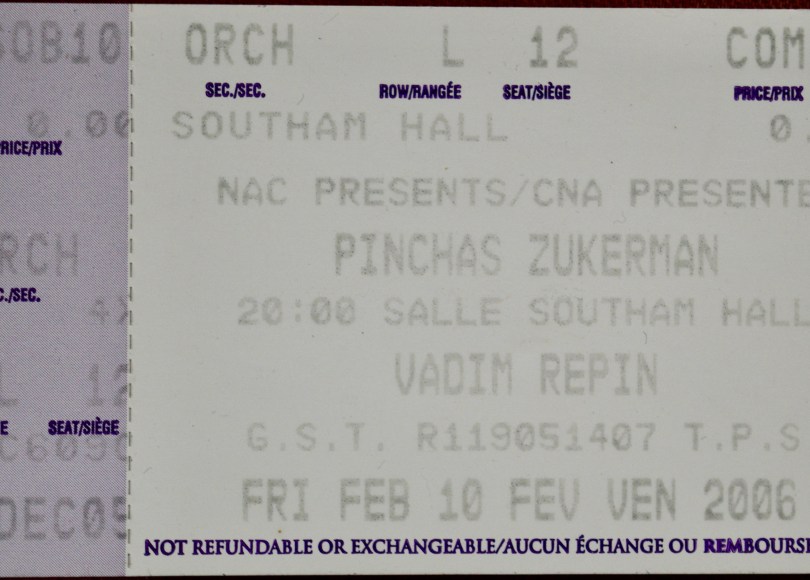 OB10 ORCH L 12 COM
SEC./SEC. ROW/RANGÉE SEAT/SIÈGE PRICE/PRIX
0.00 SOUTHAM HALL 0.
RICE/PRIX
NAC PRESENTS/CNA PRESENTE
RCH PINCHAS ZUKERMAN
C./SEC.
20:00 SALLE SOUTHAM HALL
L 12 VADIM REPIN
E SEAT/SIÈGE
G.S.T. R119051407 T.P.S
DEC05 FRI FEB 10 FEV VEN 2006
NOT REFUNDABLE OR EXCHANGEABLE/AUCUN ÉCHANGE OU REMBOURSE